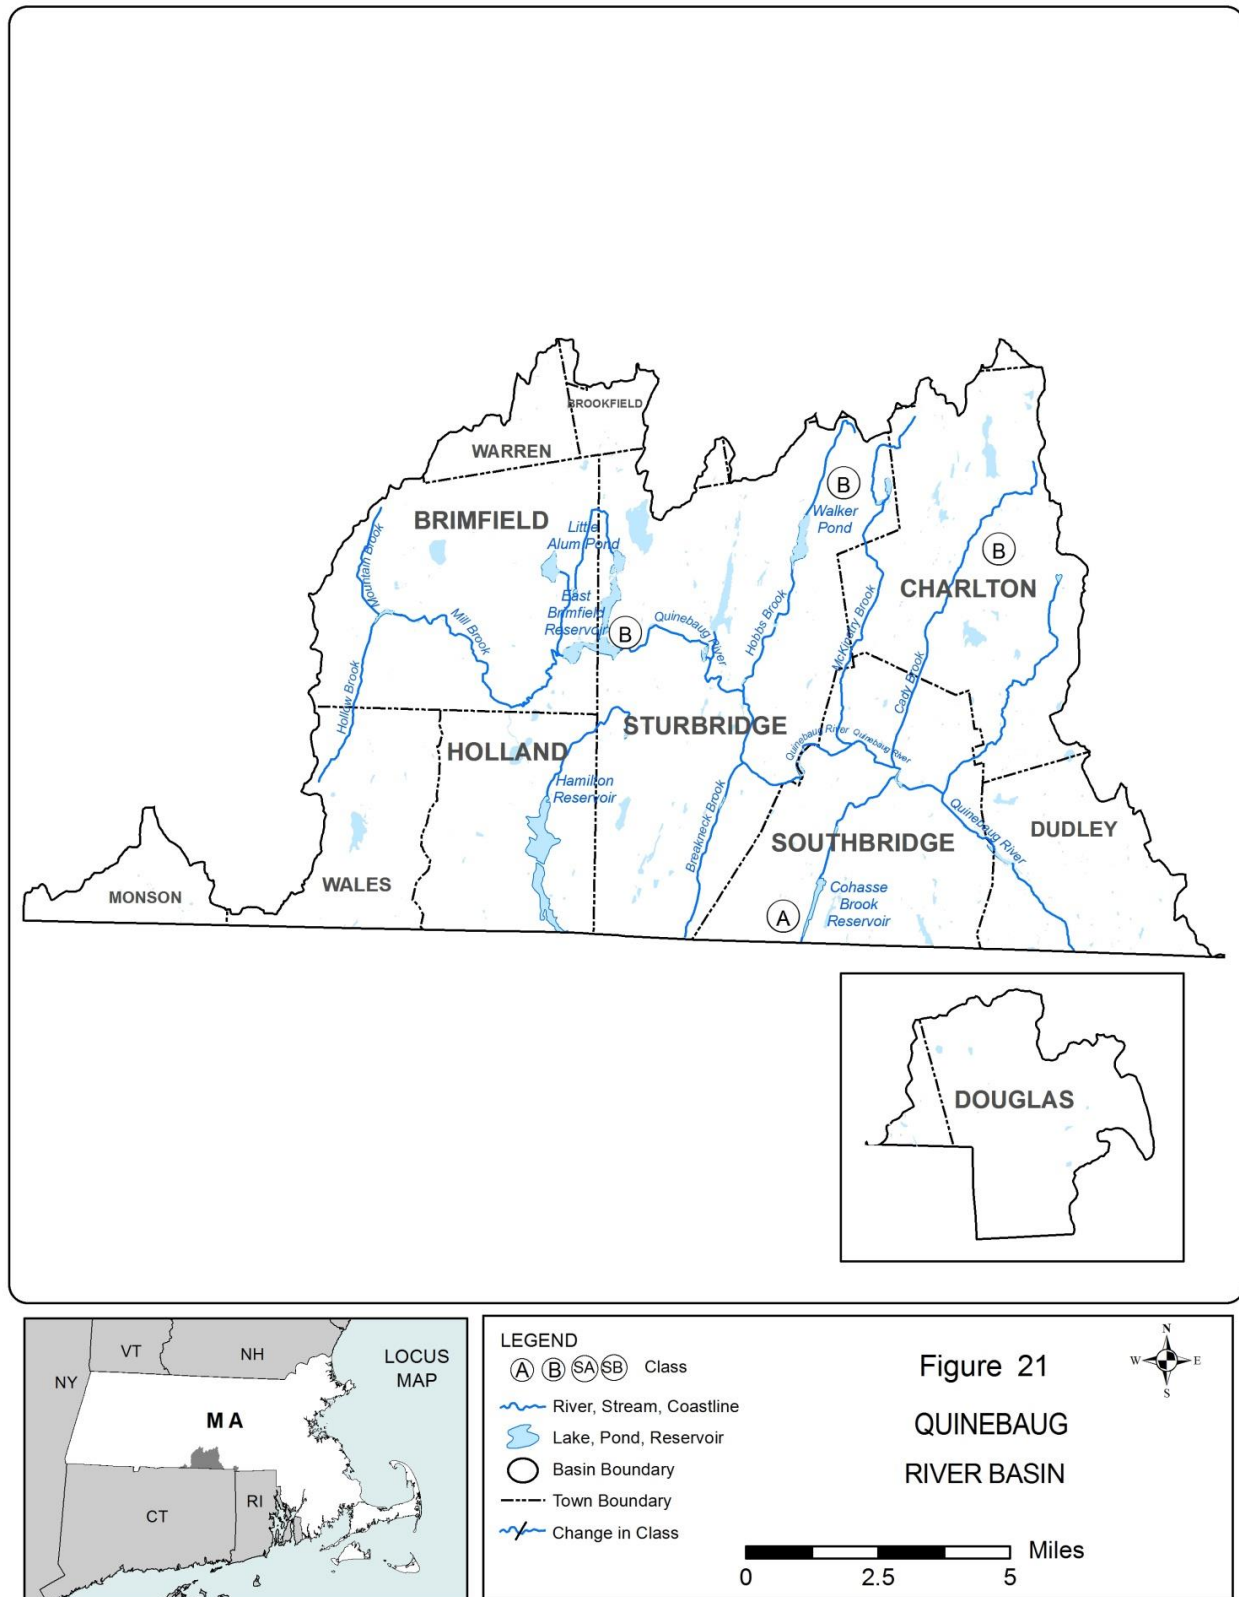 BROOKFIELD
WARREN
B
Walker
Pond
BRIMFIELD
Little
Alum Pond
B
CHARLTON
Mountain Brook
East
Brimfield
Reservoir
B
Quinebaug River
Hobbs Brook
McKinstry Brook
Mill Brook
Cady Brook
Hollow Brook
STURBRIDGE
HOLLAND
Quinebaug River
Quinebaug River
Hamilton
Reservoir
Breakneck Brook
SOUTHBRIDGE
Quinebaug River
DUDLEY
MONSON
WALES
A
Cohasse
Brook
Reservoir
DOUGLAS
VT
NH
NY
LOCUS
MAP
MA
CT
RI
LEGEND
A B SA SB Class
River, Stream, Coastline
Lake, Pond, Reservoir
Basin Boundary
Town Boundary
Change in Class
Figure 21
QUINEBAUG
RIVER BASIN
N
W E
S
Miles
0 2.5 5